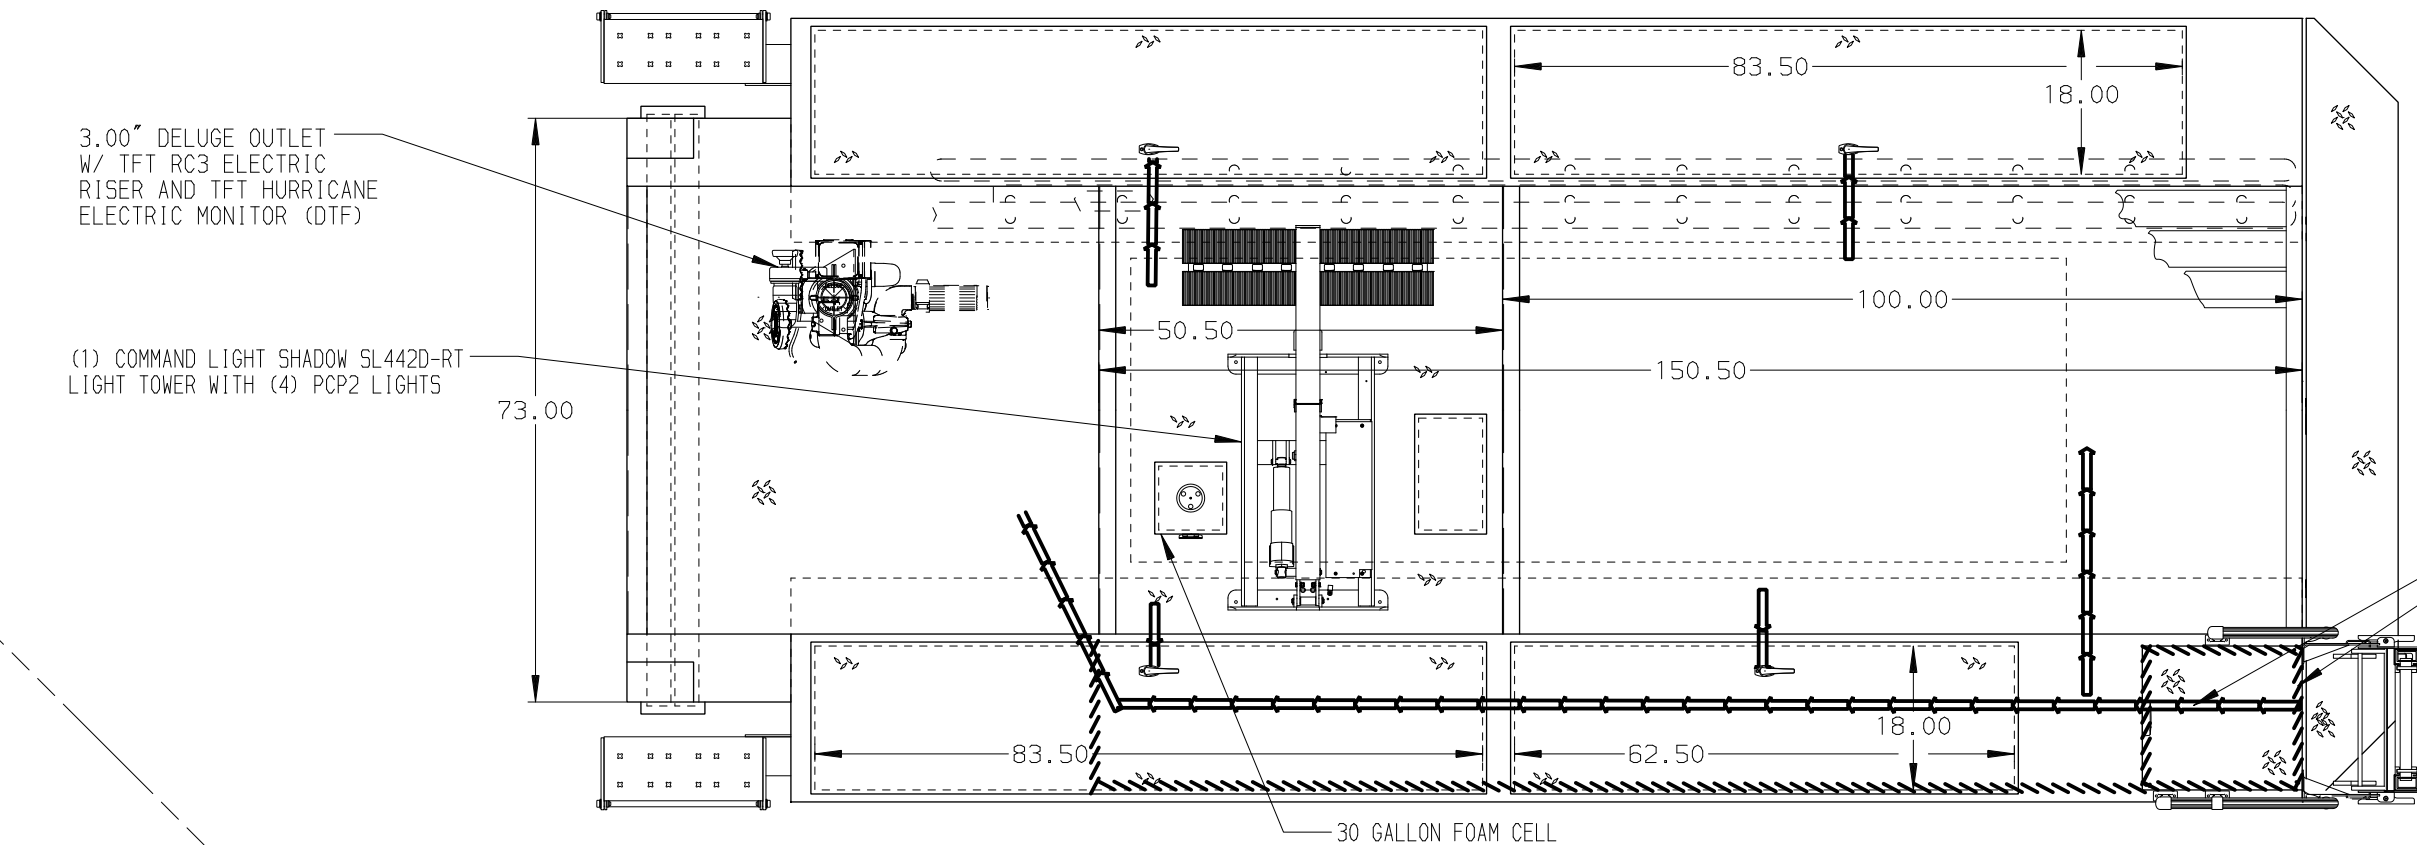 83.50
18.00
3.00" DELUGE OUTLET
W/ TFT RC3 ELECTRIC
RISER AND TFT HURRICANE
ELECTRIC MONITOR (DTF)
100.00
50.50
(1) COMMAND LIGHT SHADOW SL442D-RT
LIGHT TOWER WITH (4) PCP2 LIGHTS
150.50
73.00
18.00
83.50
62.50
30 GALLON FOAM CELL